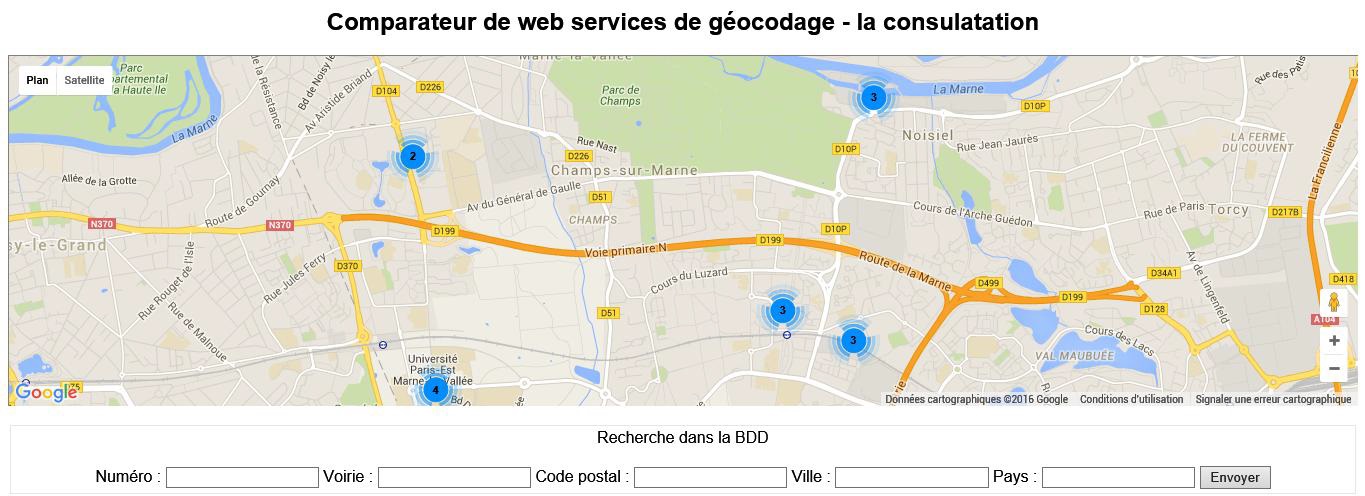 Comparateur de web services de géocodage - la consulatation
Plan
Satellite
Parc
partemental
la Haute Ile
La Marne
Bd de Noisy le
de la Résistance
Av Aristide Briand
D104
D226
Marne-la-Vallée
Parc de
Champs
3
La Marne
D10P
Rue des Patis
Noisiel
Rue Jean Jaurès
LA FERME
DU COUVENT
La Francilienne
2
Rue Nast
D226
D10P
Champs-sur-Marne
Allée de la Grotte
Route de Gournay
Av du Général de Gaulle
D51
CHAMPS
Cours de l'Arche Guédon
Rue de Paris
Torcy
D217B
N370
N370
D199
D10P
sy-le-Grand
Voie primaire N
D199
Route de la Marne
Rue Rouget de l'Isle
Rue Jules Ferry
D370
Cours du Luzard
D34A1
Av de Lingenfeld
D418
D499
D199
D128
Rue de Malnoue
D51
3
3
A104
Cours des Lacs
VAL MAUBUÉE
Université
Paris-Est
Marne Vallée
4
Bd D
rie
75
Google
+
−
Données cartographiques ©2016 Google
Conditions d'utilisation
Signaler une erreur cartographique
Recherche dans la BDD
Numéro : Voirie : Code postal : Ville : Pays : Envoyer